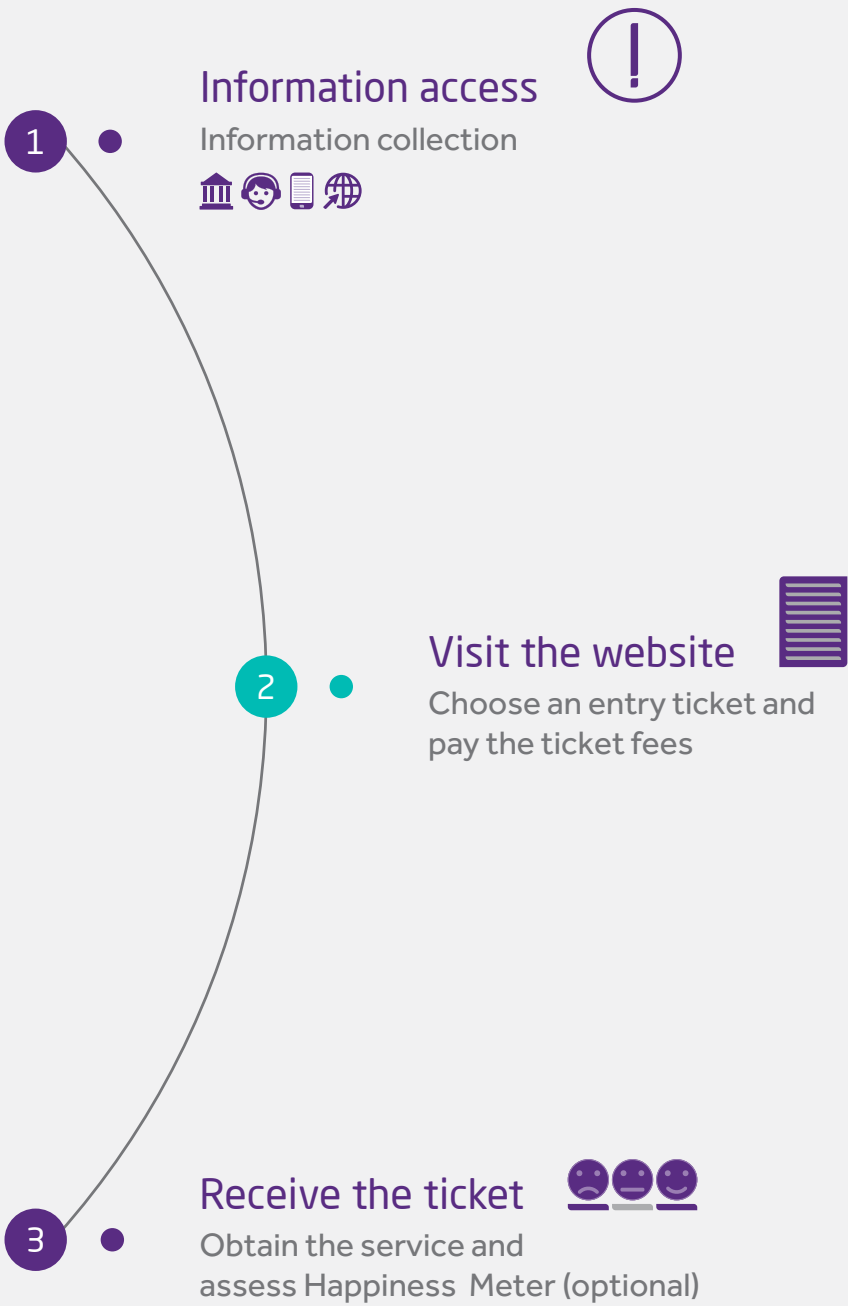 Information access
1
Information collection
Visit the website
2
Choose an entry ticket and
pay the ticket fees
Receive the ticket
3
Obtain the service and
assess Happiness Meter (optional)